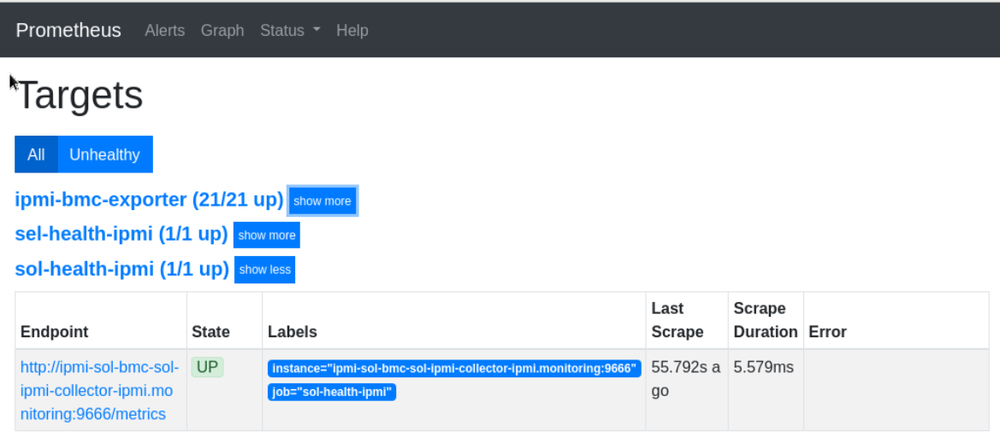 Prometheus Alerts Graph Status Help
Targets
All Unhealthy
ipmi-bmc-exporter (21/21 up) show more
sel-health-ipmi (1/1 up) show more
sol-health-ipmi (1/1 up) show less
Endpoint State Labels Last Scrape Scrape Duration Error
http://ipmi-sol-bmc-sol-
ipmi-collector-ipmi.mo
nitoring:9666/metrics
UP
instance="ipmi-sol-bmc-sol-ipmi-collector-ipmi.monitoring:9666"
job="sol-health-ipmi"
55.792s a
go
5.579ms